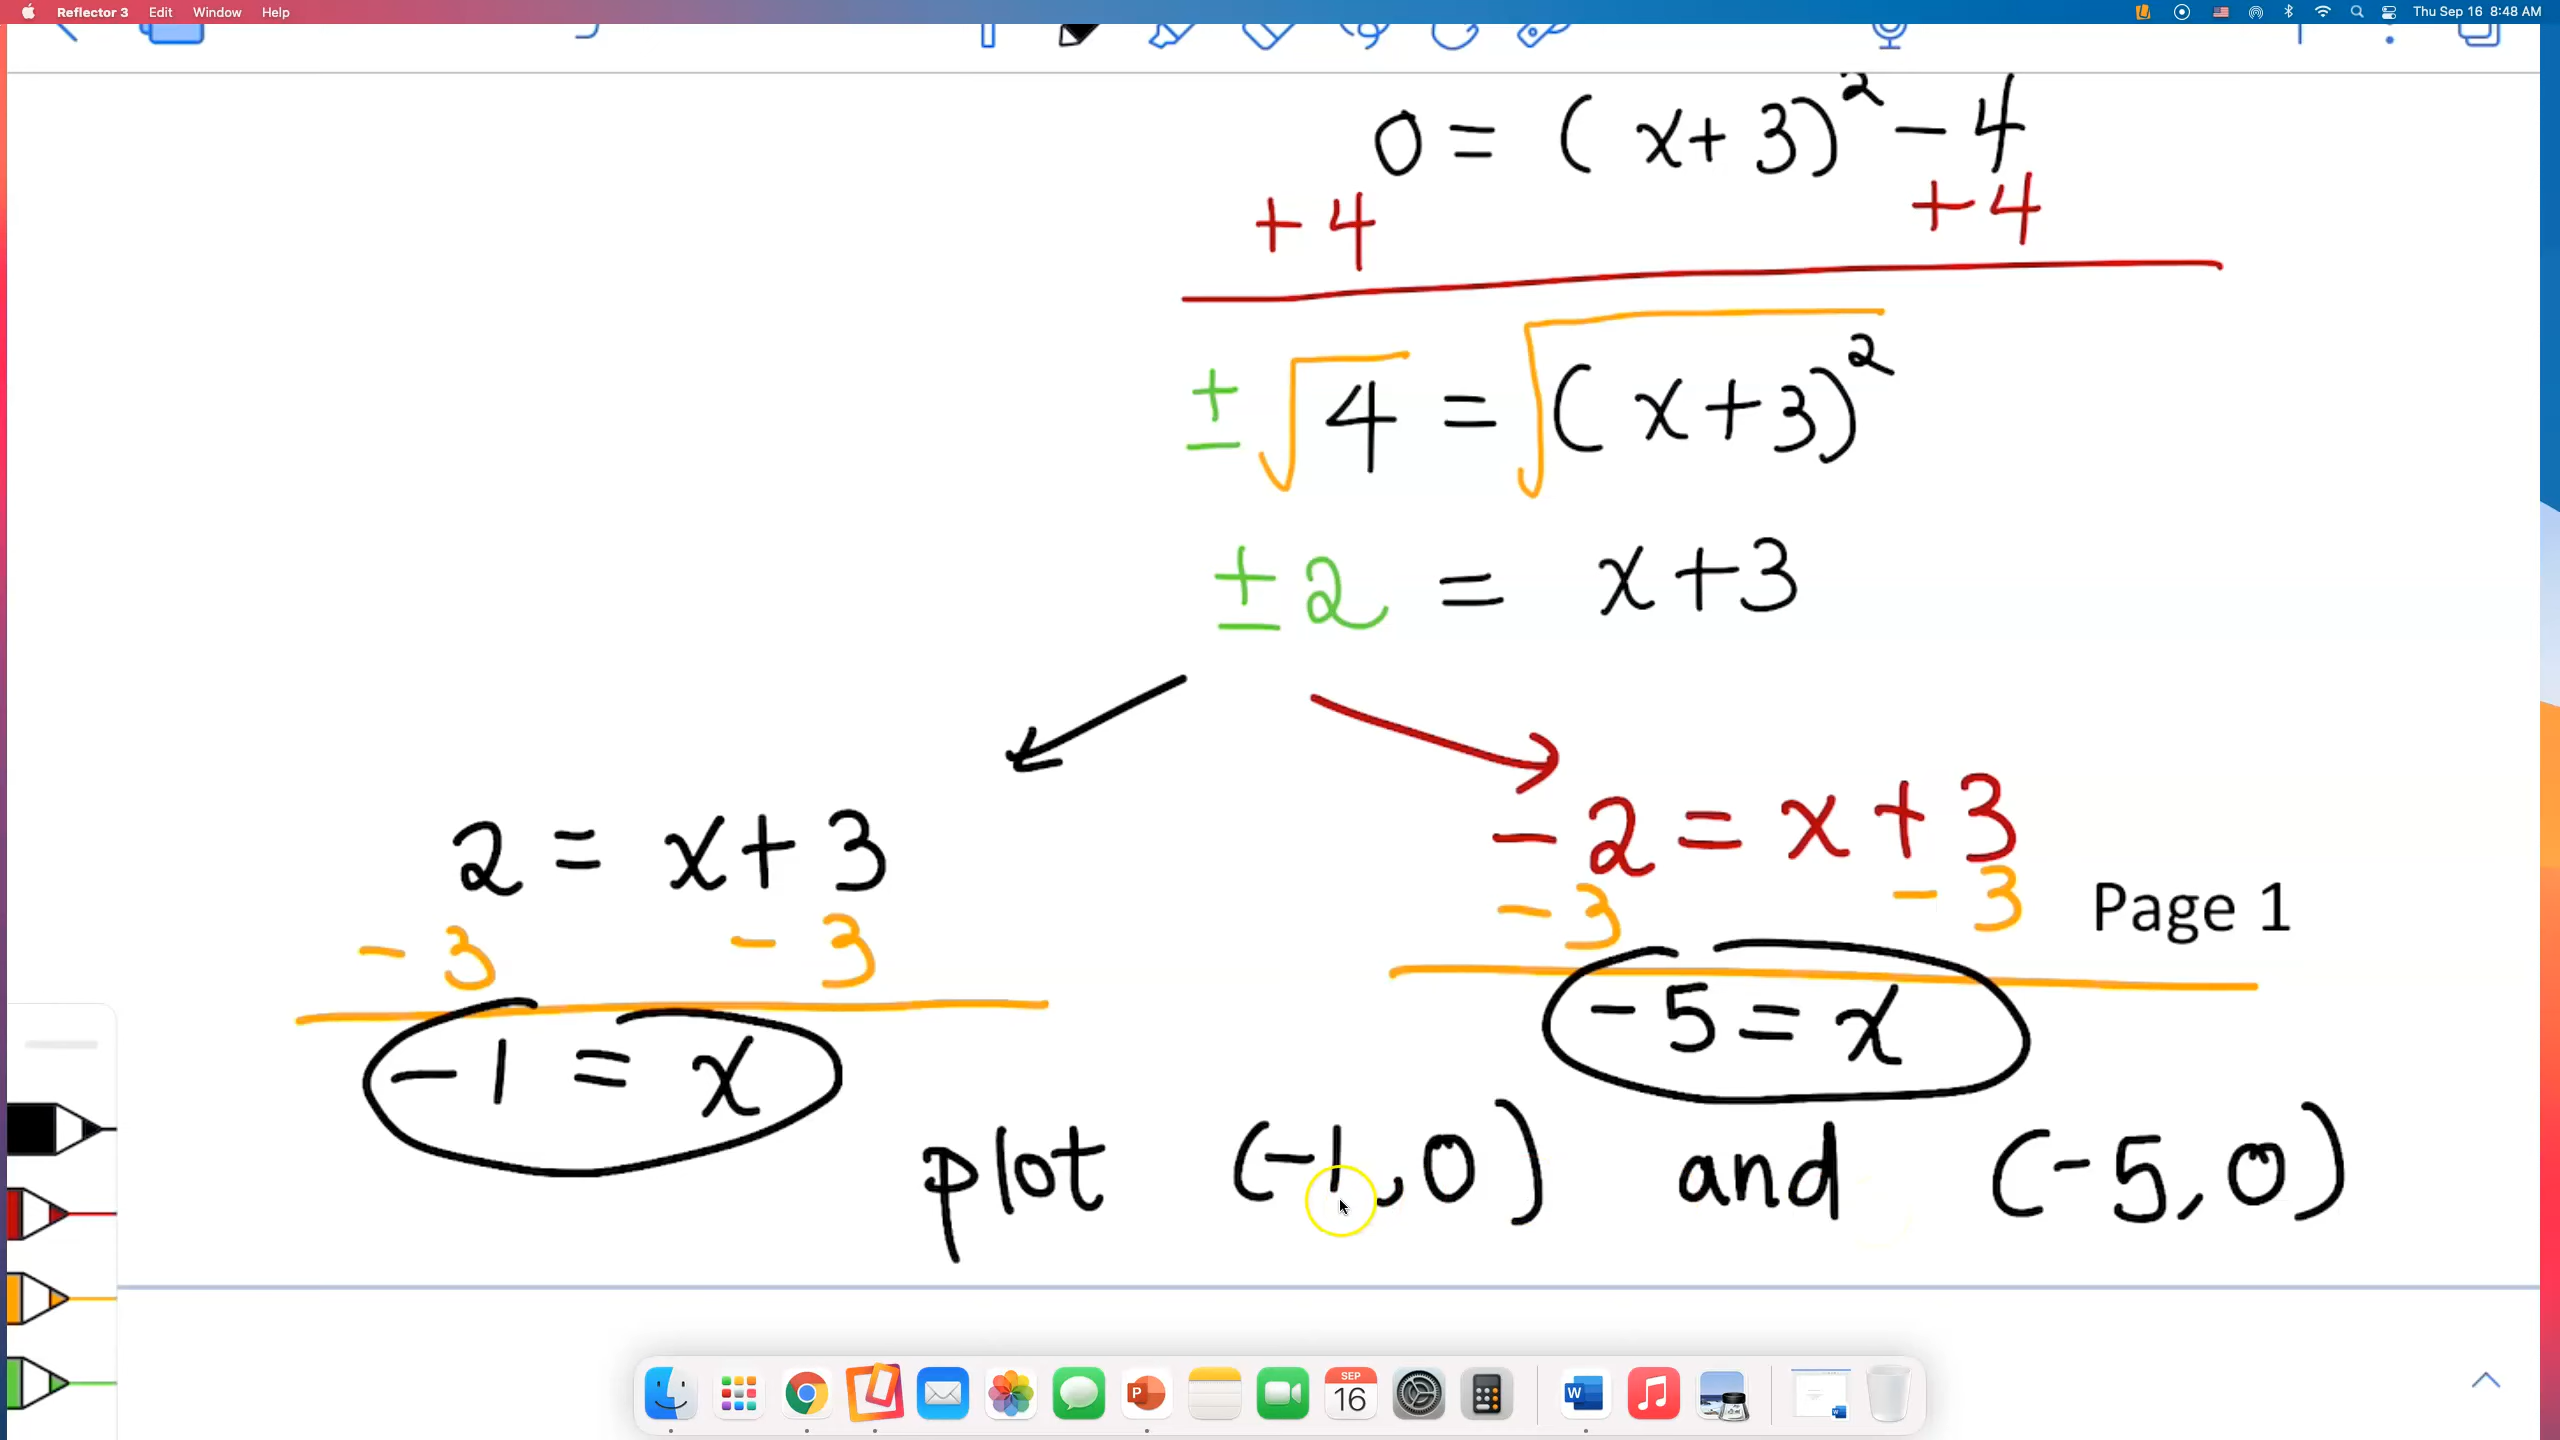 Reflector 3 Edit Window Help Thu Sep 16 8:48 AM
0 = (x+3)² - 4
+4 +4
± √4 = √(x+3)²
± 2 = x+3
2 = x+3
-3 -3
-1 = x
-2 = x+3
-3 -3
-5 = x
Page 1
plot (-1,0) and (-5,0)
P
SEP
16
W